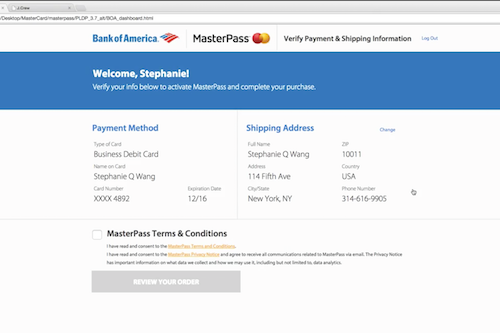 J.Crew
/Desktop/MasterCard/masterpass/PLDP_3.7_alt/BOA_dashboard.html
Bank of America MasterPass Verify Payment & Shipping Information Log Out
Welcome, Stephanie!
Verify your info below to activate MasterPass and complete your purchase.
Payment Method
Type of Card
Business Debit Card
Name on Card
Stephanie Q Wang
Card Number Expiration Date
XXXX 4892 12/16
Shipping Address Change
Full Name ZIP
Stephanie Q Wang 10011
Address Country
114 Fifth Ave USA
City/State Phone Number
New York, NY 314-616-9905
MasterPass Terms & Conditions
I have read and consent to the MasterPass Terms and Conditions.
I have read and consent to the MasterPass Privacy Notice and agree to receive all communications related to MasterPass via email. The Privacy Notice
has important information on what data we collect and how we may use it, including but not limited to, data analytics.
REVIEW YOUR ORDER